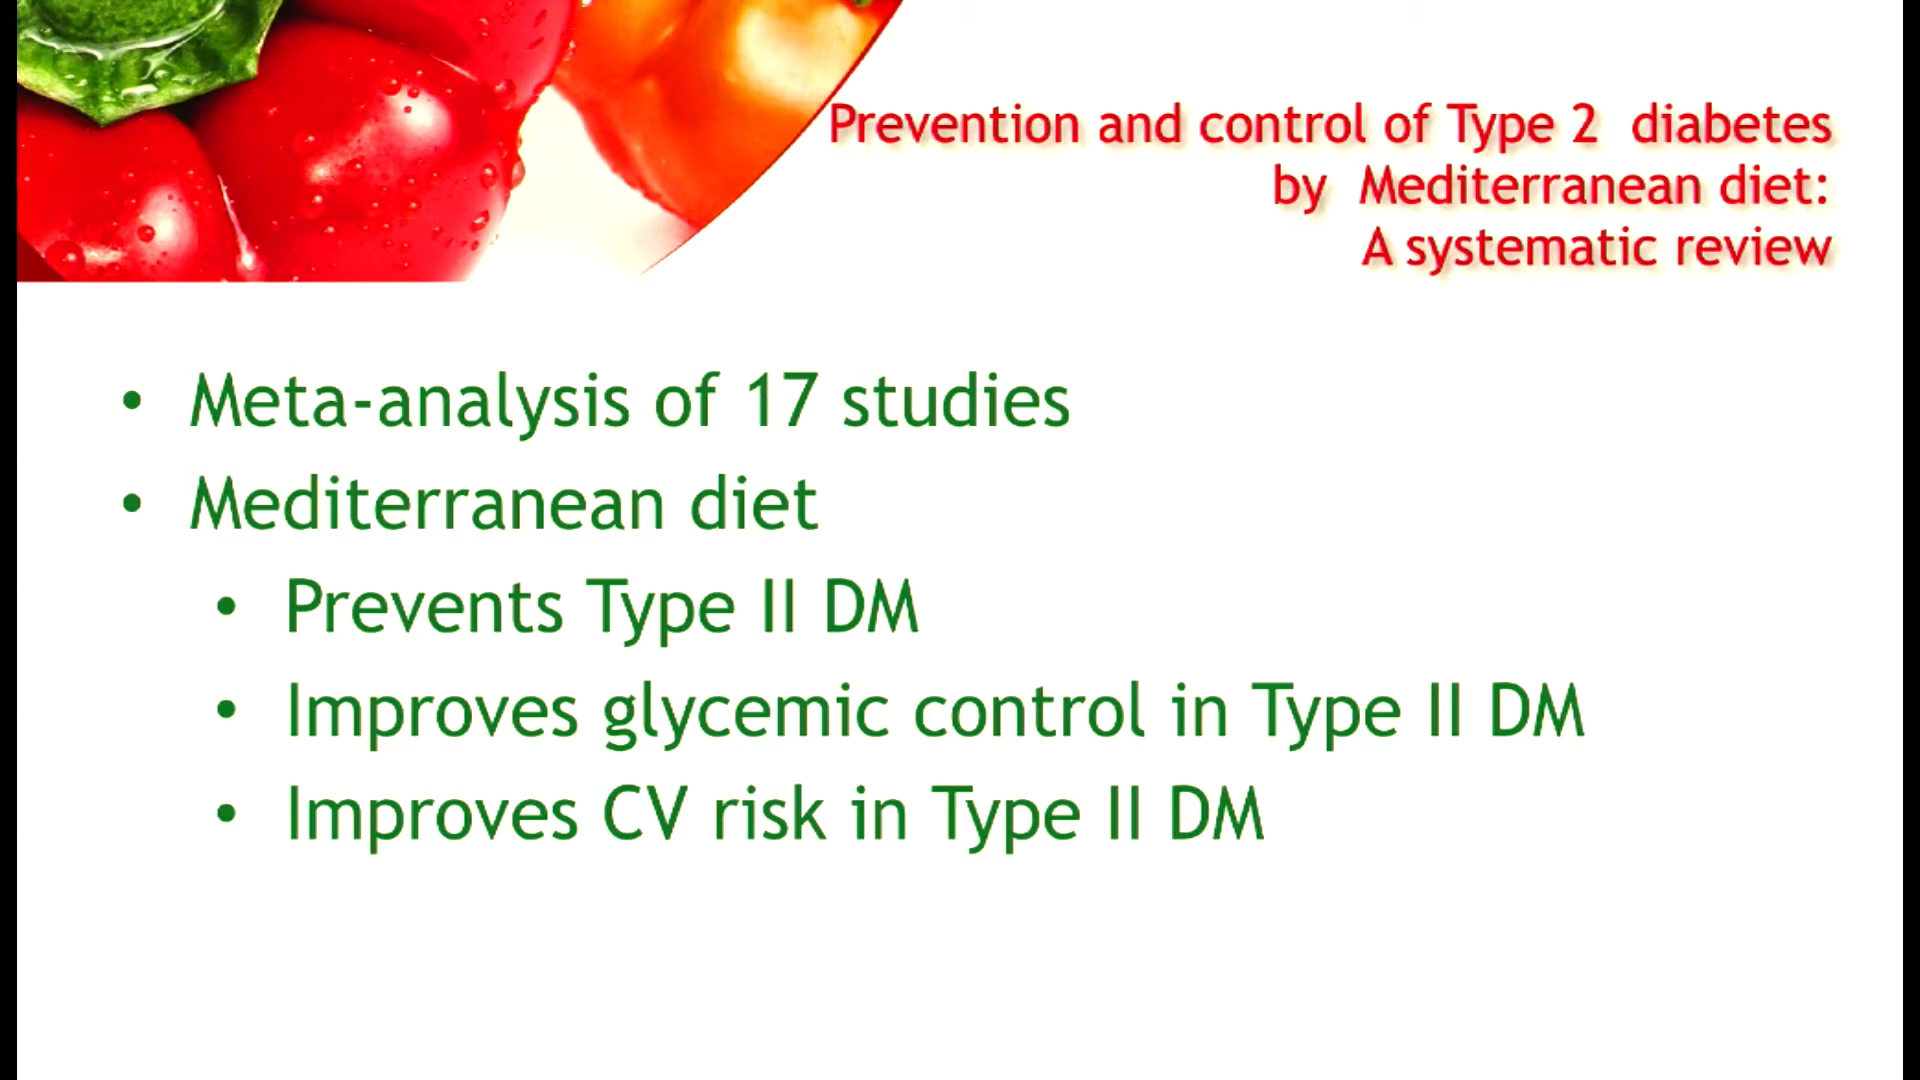 Prevention and control of Type 2 diabetes
by Mediterranean diet:
A systematic review
• Meta-analysis of 17 studies
• Mediterranean diet
• Prevents Type II DM
• Improves glycemic control in Type II DM
• Improves CV risk in Type II DM